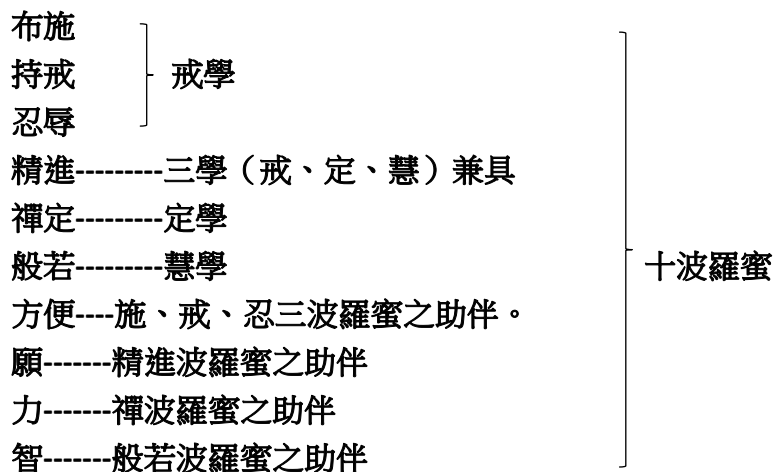 布施
持戒 戒學
忍辱
精進---------三學（戒、定、慧）兼具
禪定---------定學
般若---------慧學
十波羅蜜
方便----施、戒、忍三波羅蜜之助伴。
願-------精進波羅蜜之助伴
力-------禪波羅蜜之助伴
智-------般若波羅蜜之助伴